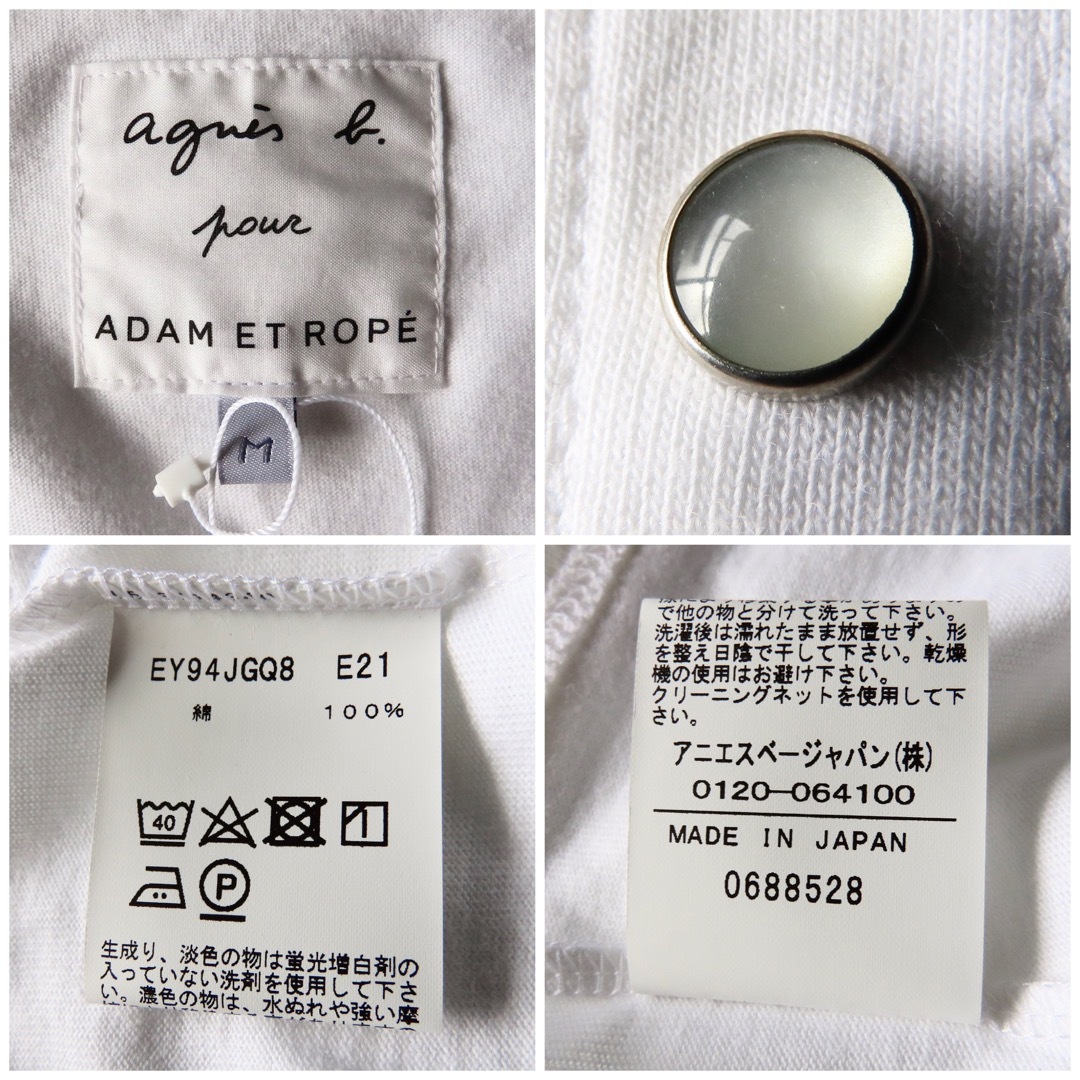 agnès b.
pour
ADAM ET ROPÉ
M
EY94JGQ8 E21
綿 100%
40
P
生成り、淡色の物は蛍光増白剤の
入っていない洗剤を使用して下さ
い。濃色の物は、水ぬれや強い摩
で他の物と分けて洗って下さい。
洗濯後は濡れたまま放置せず、形
を整え日陰で干して下さい。乾燥
機の使用はお避け下さい。
クリーニングネットを使用して下
さい。
アニエスベージャパン(株)
0120-064100
MADE IN JAPAN
0688528